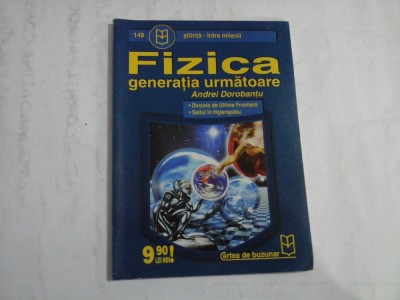 148
știință - între milenii
Fizica
generația următoare
Andrei Dorobanțu
• Dincolo de Ultima Frontieră
• Saltul în Hiperspațiu
9 90 !
LEI NOI
Cartea de buzunar